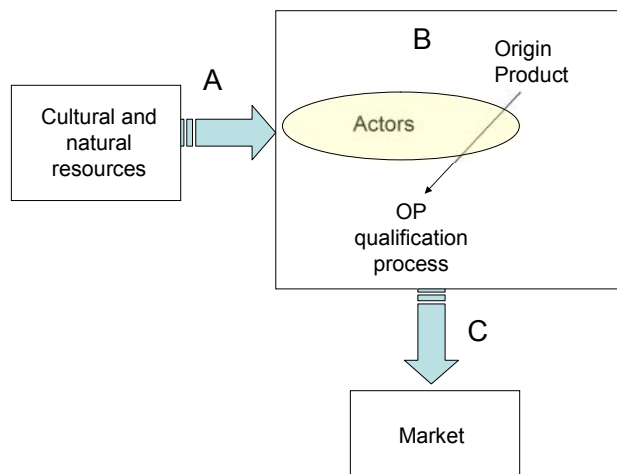 A
Cultural and
natural
resources
B
Origin
Product
Actors
OP
qualification
process
C
Market